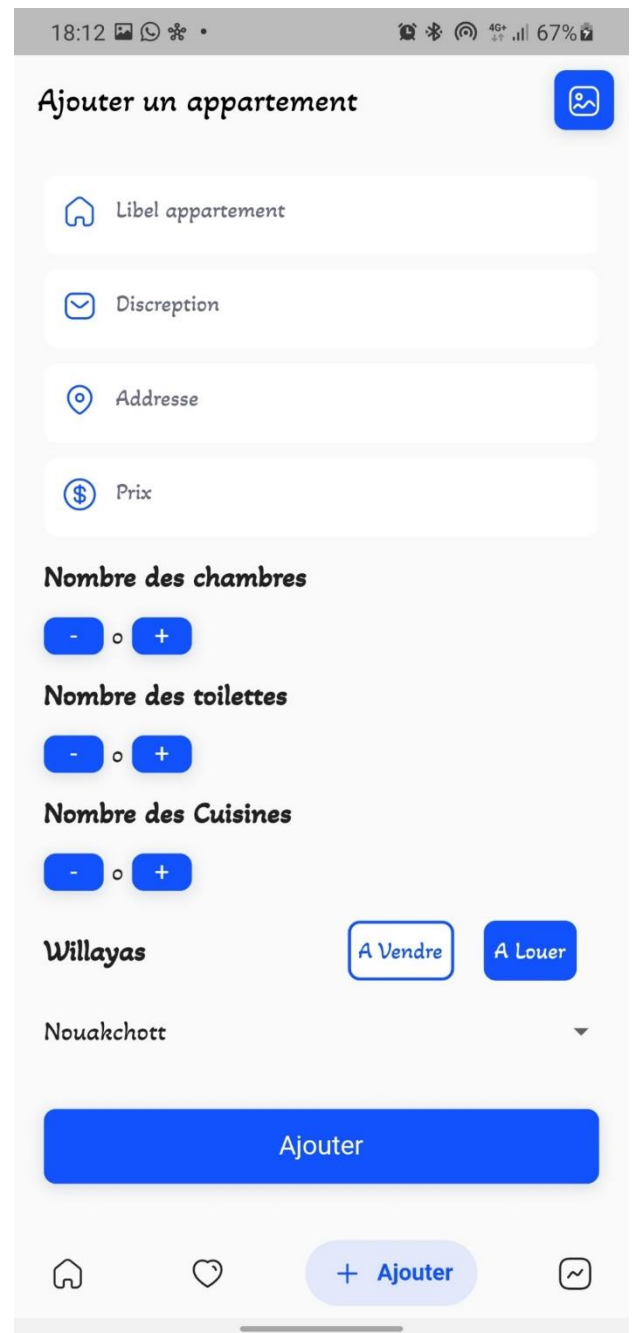 18:12 4G+ 67%
Ajouter un appartement
Libel appartement
Discreption
Addresse
Prix
Nombre des chambres
- 0 +
Nombre des toilettes
- 0 +
Nombre des Cuisines
- 0 +
Willayas A Vendre A Louer
Nouakchott
Ajouter
+ Ajouter